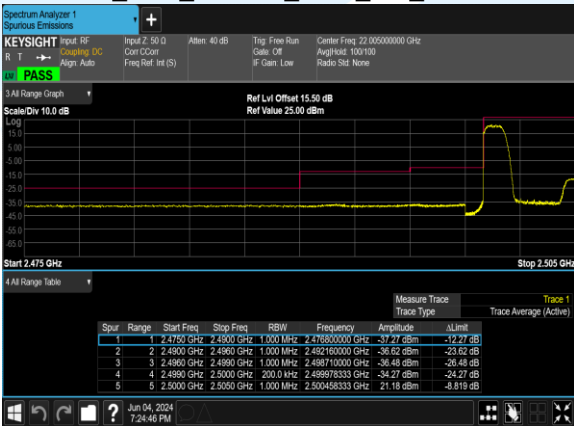 Spectrum Analyzer 1
Spurious Emissions
+
KEYSIGHT Input: RF Input Z: 50 Ω Atten: 40 dB Trig: Free Run Center Freq: 22.005000000 GHz
R T Coupling: DC Corr CCorr Gate: Off Avg|Hold: 100/100
Align: Auto Freq Ref: Int (S) IF Gain: Low Radio Std: None
PASS
3 All Range Graph Ref Lvl Offset 15.50 dB
Scale/Div 10.0 dB Ref Value 25.00 dBm
Log
15.0
5.00
-5.00
-15.0
-25.0
-35.0
-45.0
-55.0
-65.0
Start 2.475 GHz Stop 2.505 GHz
4 All Range Table
Measure Trace Trace 1
Trace Type Trace Average (Active)
Spur Range Start Freq Stop Freq RBW Frequency Amplitude ΔLimit
1 1 2.4750 GHz 2.4900 GHz 1.000 MHz 2.476800000 GHz -37.27 dBm -12.27 dB
2 2 2.4900 GHz 2.4960 GHz 1.000 MHz 2.492160000 GHz -36.62 dBm -23.62 dB
3 3 2.4960 GHz 2.4990 GHz 1.000 MHz 2.498710000 GHz -36.48 dBm -26.48 dB
4 4 2.4990 GHz 2.5000 GHz 200.0 kHz 2.499978333 GHz -34.27 dBm -24.27 dB
5 5 2.5000 GHz 2.5050 GHz 1.000 MHz 2.500458333 GHz 21.18 dBm -8.819 dB
? Jun 04, 2024
7:24:46 PM